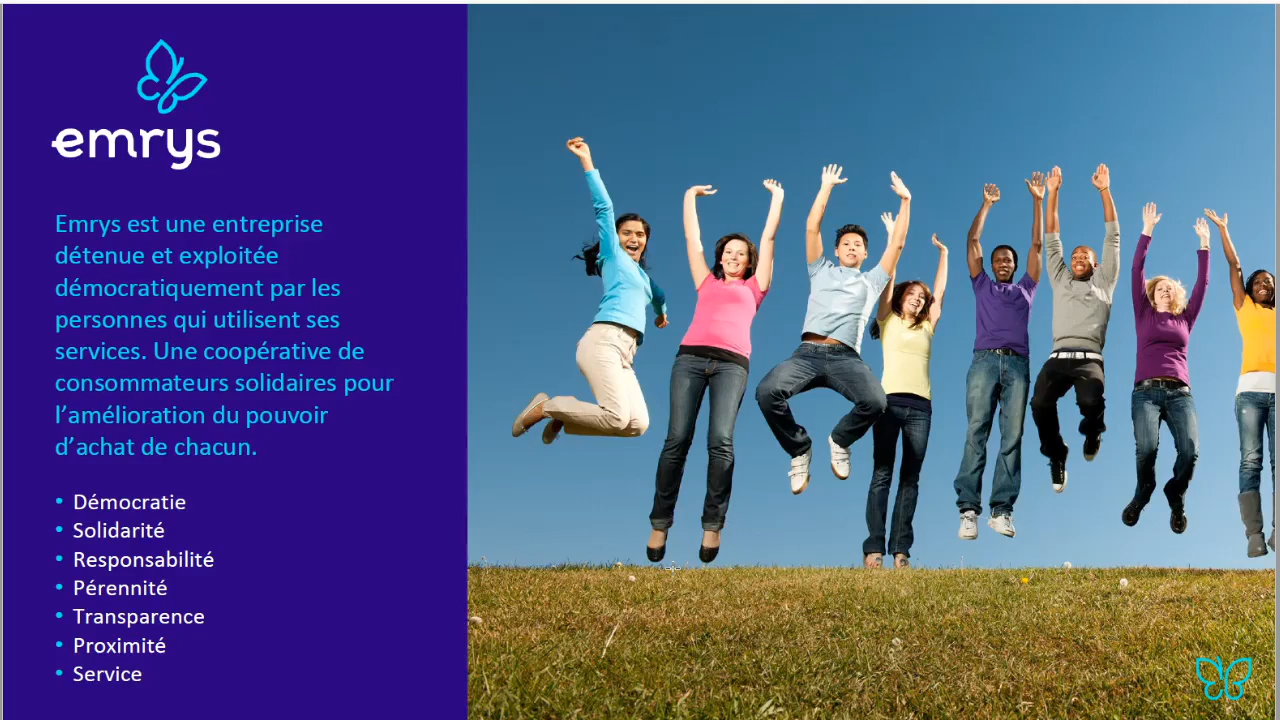 emrys
Emrys est une entreprise
détenue et exploitée
démocratiquement par les
personnes qui utilisent ses
services. Une coopérative de
consommateurs solidaires pour
l’amélioration du pouvoir
d’achat de chacun.
• Démocratie
• Solidarité
• Responsabilité
• Pérennité
• Transparence
• Proximité
• Service